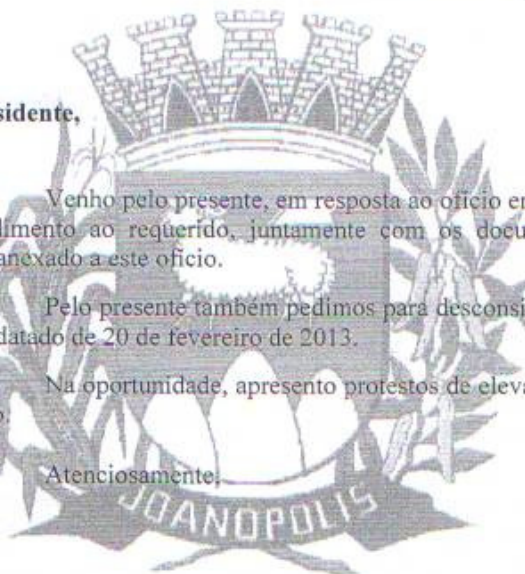 sidente,
Venho pelo presente, em resposta ao ofício en
limento ao requerido, juntamente com os docu
anexado a este ofício.
Pelo presente também pedimos para desconsi
datado de 20 de fevereiro de 2013.
Na oportunidade, apresento protestos de eleva
o.
Atenciosamente,
JOANOPOLIS